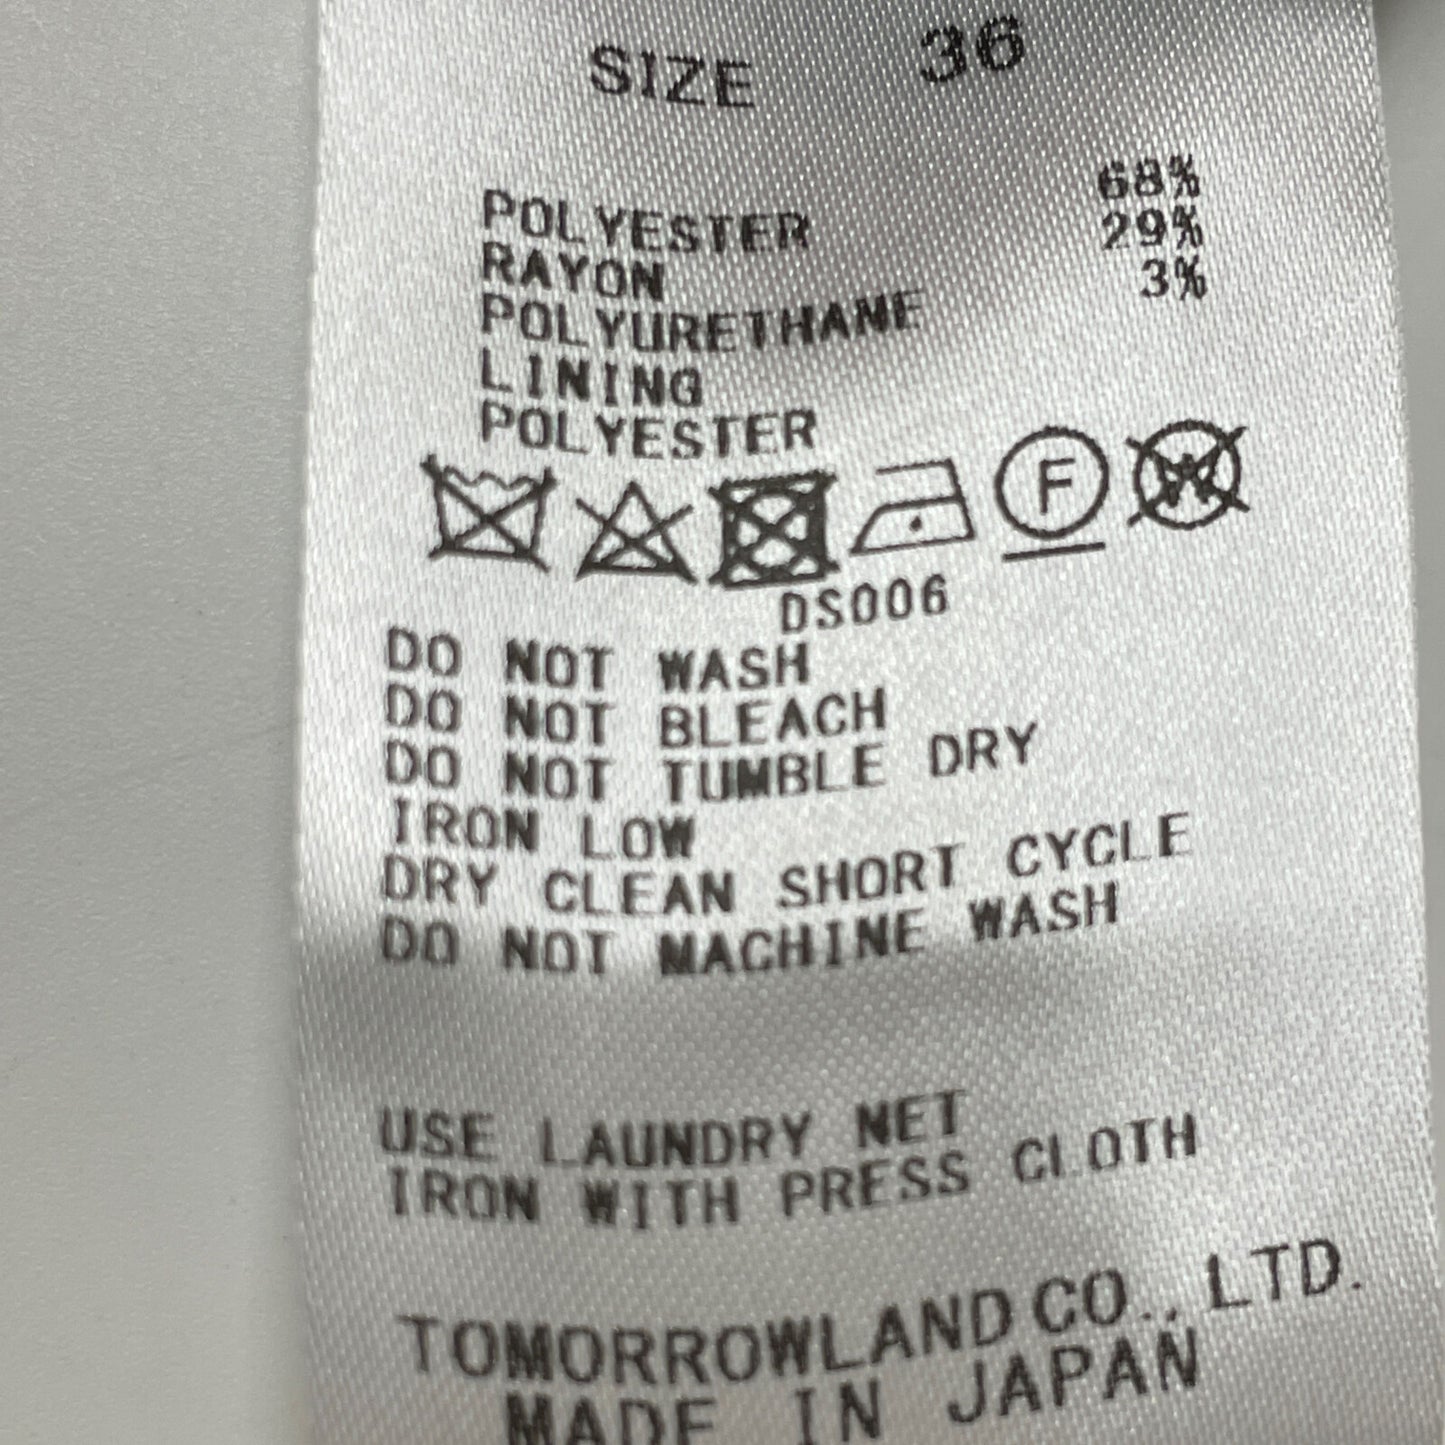 SIZE 36
POLYESTER 68%
RAYON 29%
POLYURETHANE 3%
LINING
POLYESTER
F W
DS006
DO NOT WASH
DO NOT BLEACH
DO NOT TUMBLE DRY
IRON LOW
DRY CLEAN SHORT CYCLE
DO NOT MACHINE WASH
USE LAUNDRY NET
IRON WITH PRESS CLOTH
TOMORROWLAND CO., LTD.
MADE IN JAPAN